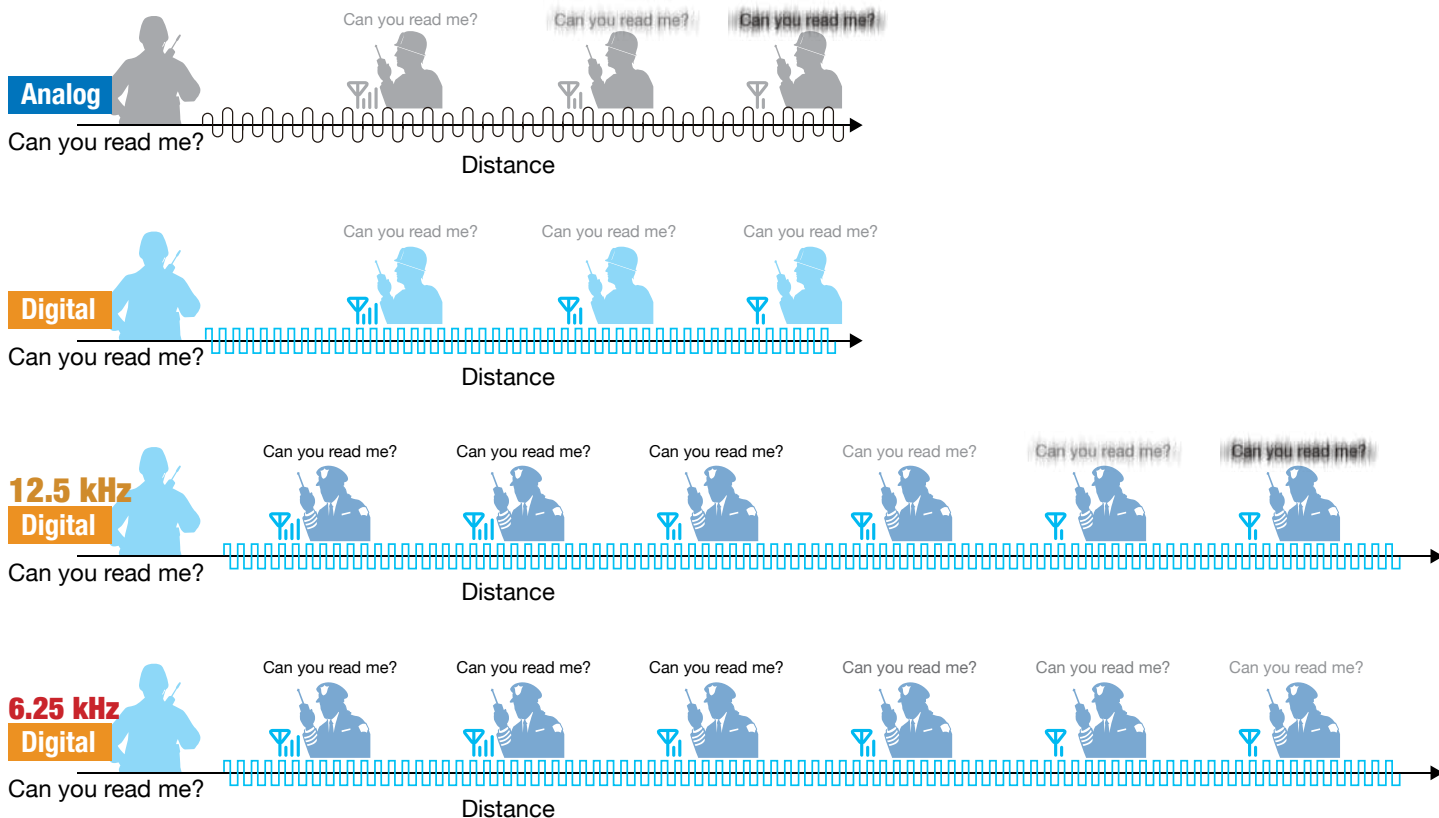 Can you read me? Can you read me? Can you read me?
Analog
Can you read me?
Distance
Can you read me? Can you read me? Can you read me?
Digital
Can you read me?
Distance
Can you read me? Can you read me? Can you read me? Can you read me? Can you read me? Can you read me?
12.5 kHz
Digital
Can you read me?
Distance
Can you read me? Can you read me? Can you read me? Can you read me? Can you read me? Can you read me?
6.25 kHz
Digital
Can you read me?
Distance